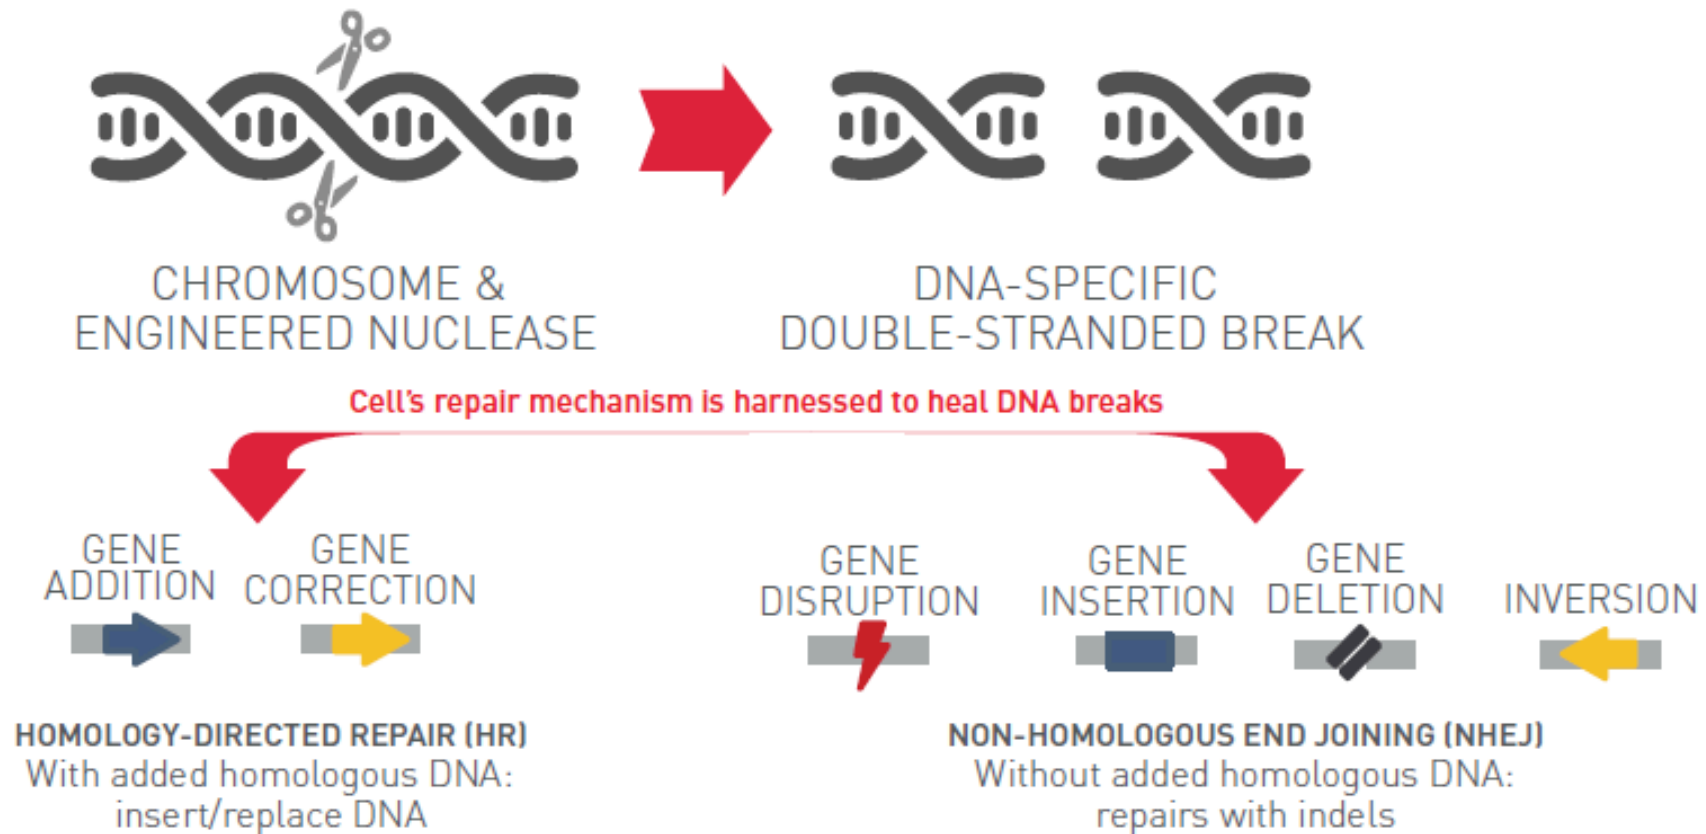 CHROMOSOME &
ENGINEERED NUCLEASE
DNA-SPECIFIC
DOUBLE-STRANDED BREAK
Cell's repair mechanism is harnessed to heal DNA breaks
GENE
ADDITION
GENE
CORRECTION
GENE
DISRUPTION
GENE
INSERTION
GENE
DELETION
INVERSION
HOMOLOGY-DIRECTED REPAIR (HR)
With added homologous DNA:
insert/replace DNA
NON-HOMOLOGOUS END JOINING (NHEJ)
Without added homologous DNA:
repairs with indels